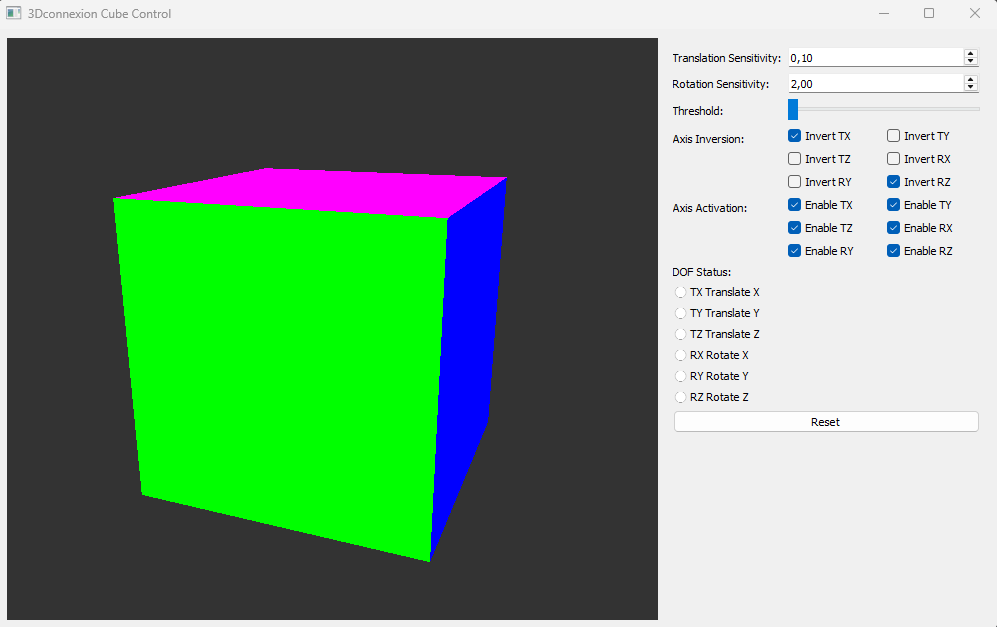 3Dconnexion Cube Control
Translation Sensitivity: 0,10
Rotation Sensitivity: 2,00
Threshold:
Axis Inversion: Invert TX Invert TY
Invert TZ Invert RX
Invert RY Invert RZ
Axis Activation: Enable TX Enable TY
Enable TZ Enable RX
Enable RY Enable RZ
DOF Status:
TX Translate X
TY Translate Y
TZ Translate Z
RX Rotate X
RY Rotate Y
RZ Rotate Z
Reset